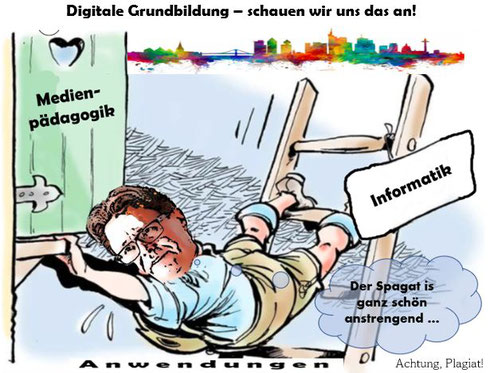 Digitale Grundbildung – schauen wir uns das an!
Medien-
pädagogik
Informatik
Der Spagat is
ganz schön
anstrengend ...
Anwendungen
Achtung, Plagiat!